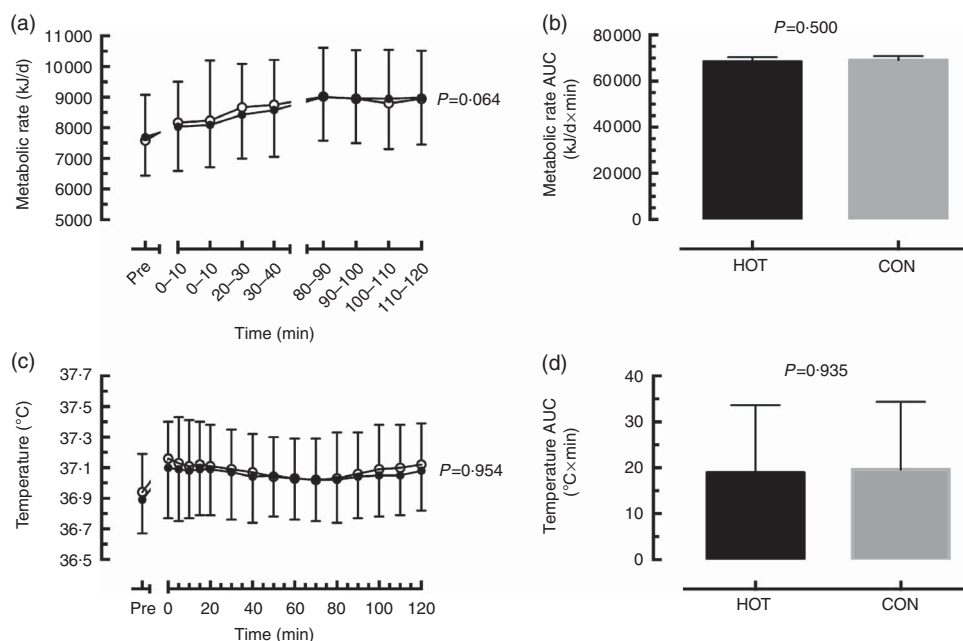 (a)
11000
10000
9000
8000
7000
6000
5000
Metabolic rate (kJ/d)
P=0·064
Pre
0–10
0–10
20–30
30–40
80–90
90–100
100–110
110–120
Time (min)
(b)
P=0·500
80000
60000
40000
20000
0
Metabolic rate AUC
(kJ/d×min)
HOT
CON
(c)
37·7
37·5
37·3
37·1
36·9
36·7
36·5
Temperature (°C)
P=0·954
Pre
0
20
40
60
80
100
120
Time (min)
(d)
P=0·935
40
30
20
10
0
Temperature AUC
(°C×min)
HOT
CON